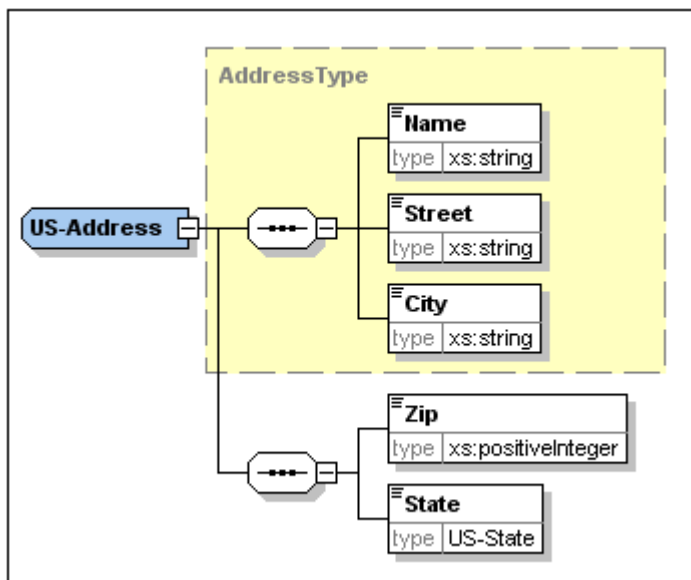 AddressType
Name
type xs:string
US-Address
Street
type xs:string
City
type xs:string
Zip
type xs:positiveInteger
State
type US-State